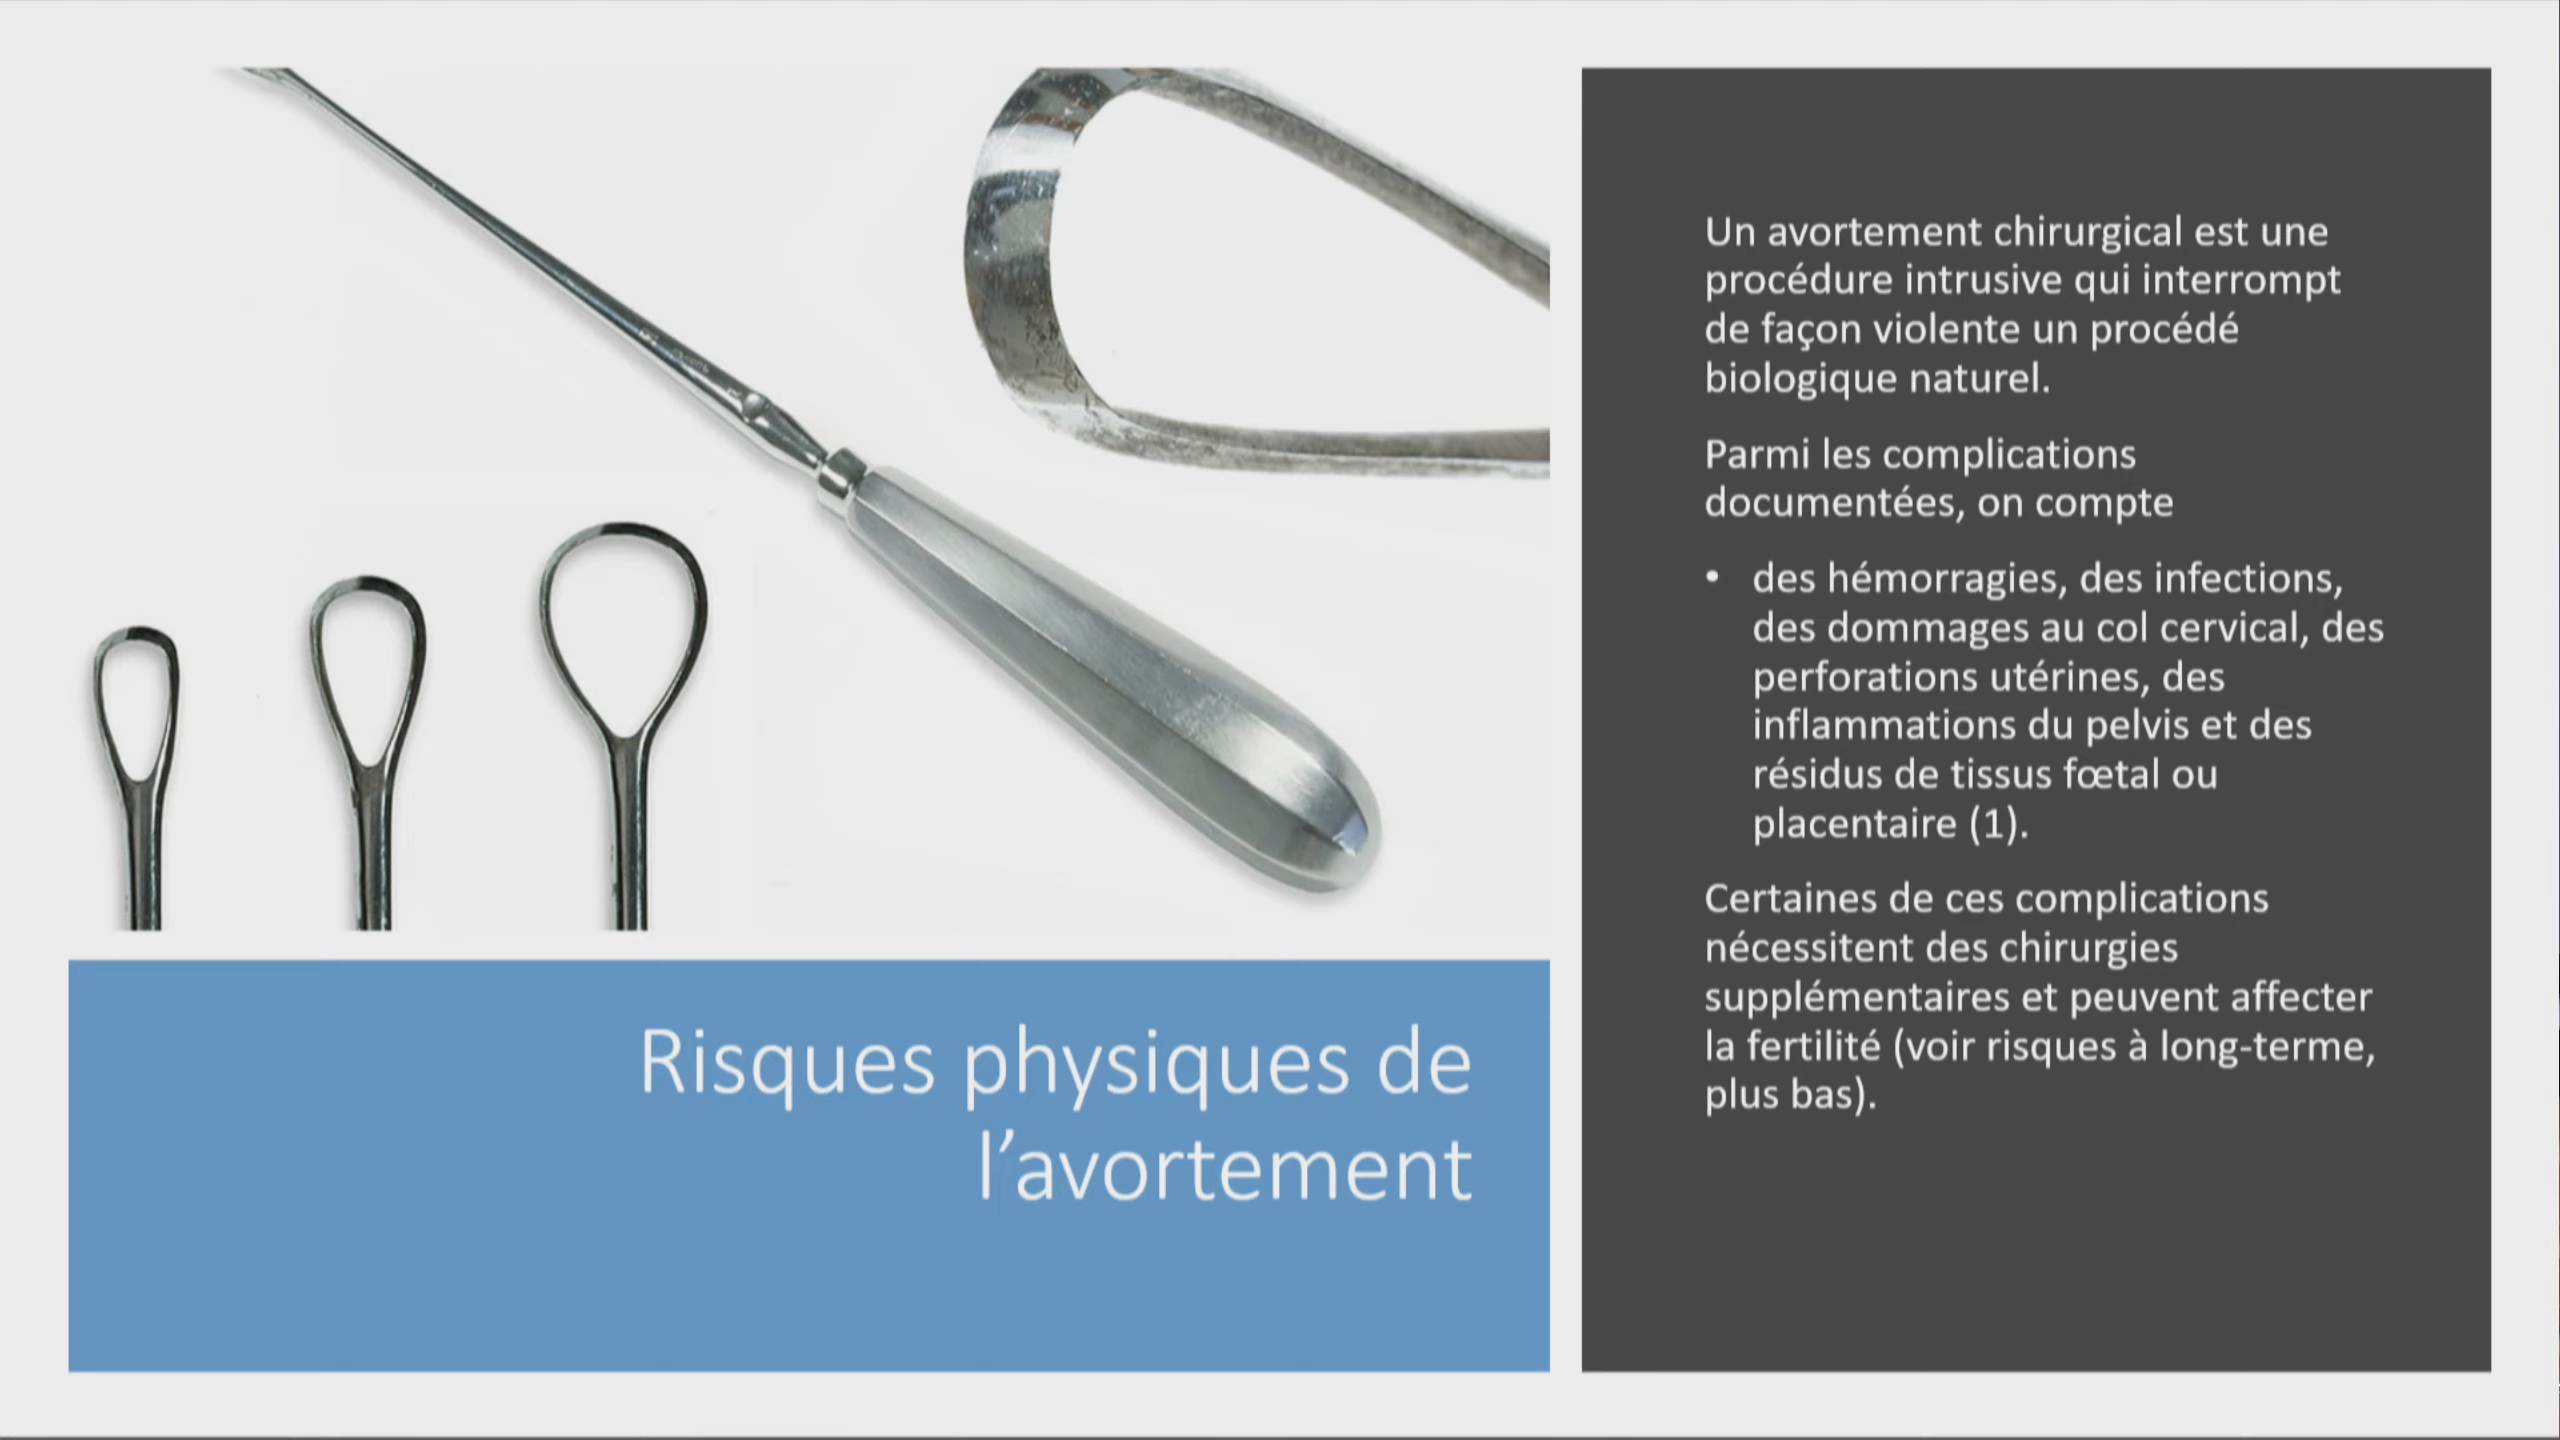 Risques physiques de
l’avortement
Un avortement chirurgical est une
procédure intrusive qui interrompt
de façon violente un procédé
biologique naturel.
Parmi les complications
documentées, on compte
• des hémorragies, des infections,
des dommages au col cervical, des
perforations utérines, des
inflammations du pelvis et des
résidus de tissus fœtal ou
placentaire (1).
Certaines de ces complications
nécessitent des chirurgies
supplémentaires et peuvent affecter
la fertilité (voir risques à long-terme,
plus bas).